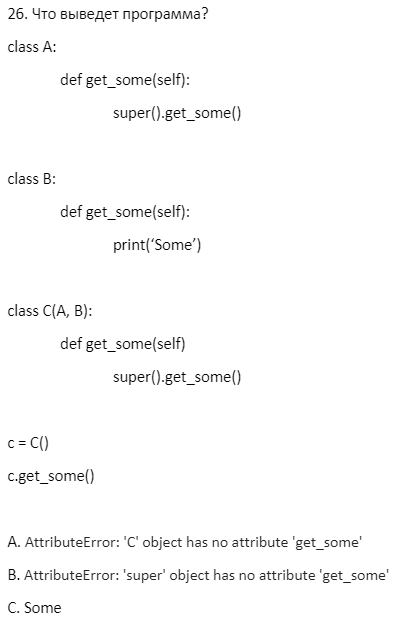 26. Что выведет программа?
class A:
def get_some(self):
super().get_some()
class B:
def get_some(self):
print(‘Some’)
class C(A, B):
def get_some(self)
super().get_some()
c = C()
c.get_some()
A. AttributeError: 'C' object has no attribute 'get_some'
B. AttributeError: 'super' object has no attribute 'get_some'
C. Some